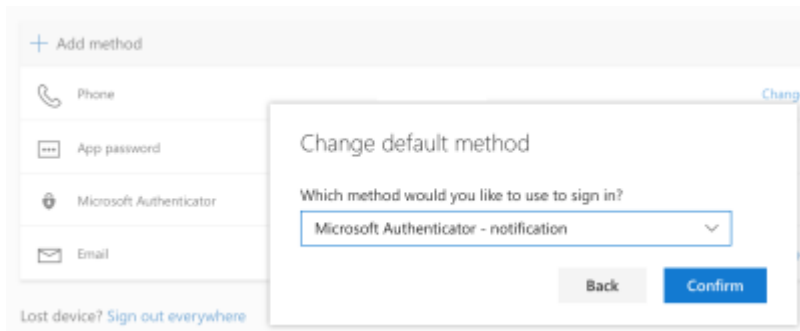 Add method
Phone
Chang
App password
Change default method
Which method would you like to use to sign in?
Microsoft Authenticator
Microsoft Authenticator - notification
Email
Back
Confirm
Lost device? Sign out everywhere